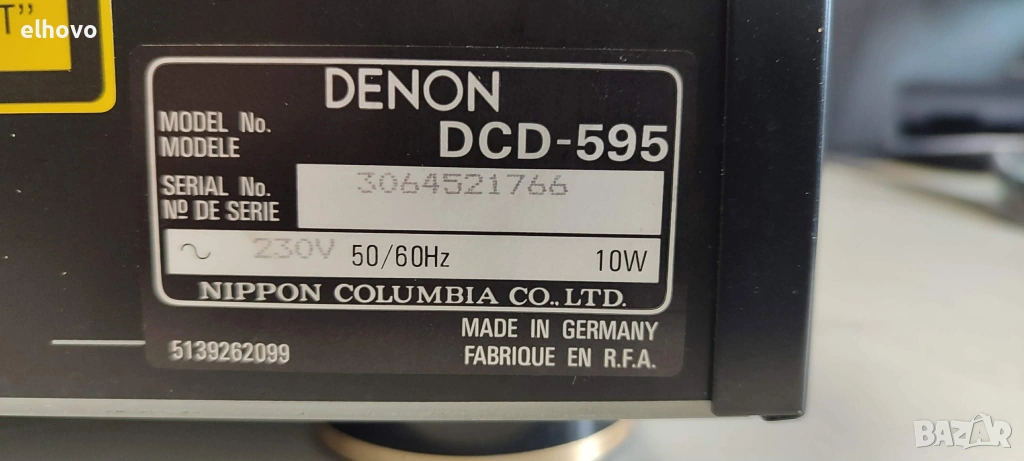 T”
elhovo
DENON
MODEL No.
MODELE
DCD-595
SERIAL No.
Nº DE SERIE
3064521766
~ 230V 50/60Hz 10W
NIPPON COLUMBIA CO., LTD.
MADE IN GERMANY
5139262099
FABRIQUE EN R.F.A.
BAZAR